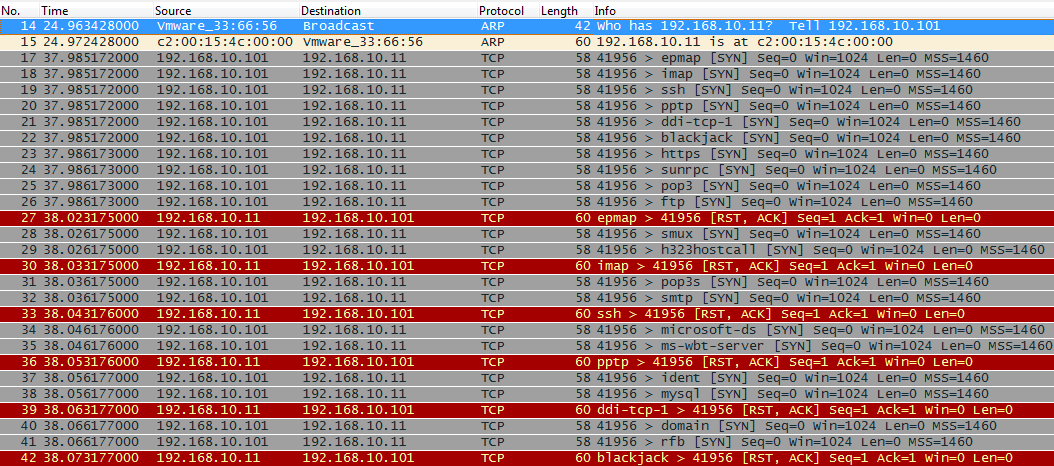 No. Time Source Destination Protocol Length Info
14 24.963428000 Vmware_33:66:56 Broadcast ARP 42 Who has 192.168.10.11? Tell 192.168.10.101
15 24.972428000 c2:00:15:4c:00:00 Vmware_33:66:56 ARP 60 192.168.10.11 is at c2:00:15:4c:00:00
17 37.985172000 192.168.10.101 192.168.10.11 TCP 58 41956 > epmap [SYN] Seq=0 Win=1024 Len=0 MSS=1460
18 37.985172000 192.168.10.101 192.168.10.11 TCP 58 41956 > imap [SYN] Seq=0 Win=1024 Len=0 MSS=1460
19 37.985172000 192.168.10.101 192.168.10.11 TCP 58 41956 > ssh [SYN] Seq=0 Win=1024 Len=0 MSS=1460
20 37.985172000 192.168.10.101 192.168.10.11 TCP 58 41956 > pptp [SYN] Seq=0 Win=1024 Len=0 MSS=1460
21 37.985172000 192.168.10.101 192.168.10.11 TCP 58 41956 > ddi-tcp-1 [SYN] Seq=0 Win=1024 Len=0 MSS=1460
22 37.985172000 192.168.10.101 192.168.10.11 TCP 58 41956 > blackjack [SYN] Seq=0 Win=1024 Len=0 MSS=1460
23 37.986173000 192.168.10.101 192.168.10.11 TCP 58 41956 > https [SYN] Seq=0 Win=1024 Len=0 MSS=1460
24 37.986173000 192.168.10.101 192.168.10.11 TCP 58 41956 > sunrpc [SYN] Seq=0 Win=1024 Len=0 MSS=1460
25 37.986173000 192.168.10.101 192.168.10.11 TCP 58 41956 > pop3 [SYN] Seq=0 Win=1024 Len=0 MSS=1460
26 37.986173000 192.168.10.101 192.168.10.11 TCP 58 41956 > ftp [SYN] Seq=0 Win=1024 Len=0 MSS=1460
27 38.023175000 192.168.10.11 192.168.10.101 TCP 60 epmap > 41956 [RST, ACK] Seq=1 Ack=1 Win=0 Len=0
28 38.026175000 192.168.10.101 192.168.10.11 TCP 58 41956 > smux [SYN] Seq=0 Win=1024 Len=0 MSS=1460
29 38.026175000 192.168.10.101 192.168.10.11 TCP 58 41956 > h323hostcall [SYN] Seq=0 Win=1024 Len=0 MSS=1460
30 38.033175000 192.168.10.11 192.168.10.101 TCP 60 imap > 41956 [RST, ACK] Seq=1 Ack=1 Win=0 Len=0
31 38.036175000 192.168.10.101 192.168.10.11 TCP 58 41956 > pop3s [SYN] Seq=0 Win=1024 Len=0 MSS=1460
32 38.036175000 192.168.10.101 192.168.10.11 TCP 58 41956 > smtp [SYN] Seq=0 Win=1024 Len=0 MSS=1460
33 38.043176000 192.168.10.11 192.168.10.101 TCP 60 ssh > 41956 [RST, ACK] Seq=1 Ack=1 Win=0 Len=0
34 38.046176000 192.168.10.101 192.168.10.11 TCP 58 41956 > microsoft-ds [SYN] Seq=0 Win=1024 Len=0 MSS=1460
35 38.046176000 192.168.10.101 192.168.10.11 TCP 58 41956 > ms-wbt-server [SYN] Seq=0 Win=1024 Len=0 MSS=1460
36 38.053176000 192.168.10.11 192.168.10.101 TCP 60 pptp > 41956 [RST, ACK] Seq=1 Ack=1 Win=0 Len=0
37 38.056177000 192.168.10.101 192.168.10.11 TCP 58 41956 > ident [SYN] Seq=0 Win=1024 Len=0 MSS=1460
38 38.056177000 192.168.10.101 192.168.10.11 TCP 58 41956 > mysql [SYN] Seq=0 Win=1024 Len=0 MSS=1460
39 38.063177000 192.168.10.11 192.168.10.101 TCP 60 ddi-tcp-1 > 41956 [RST, ACK] Seq=1 Ack=1 Win=0 Len=0
40 38.066177000 192.168.10.101 192.168.10.11 TCP 58 41956 > domain [SYN] Seq=0 Win=1024 Len=0 MSS=1460
41 38.066177000 192.168.10.101 192.168.10.11 TCP 58 41956 > rfb [SYN] Seq=0 Win=1024 Len=0 MSS=1460
42 38.073177000 192.168.10.11 192.168.10.101 TCP 60 blackjack > 41956 [RST, ACK] Seq=1 Ack=1 Win=0 Len=0